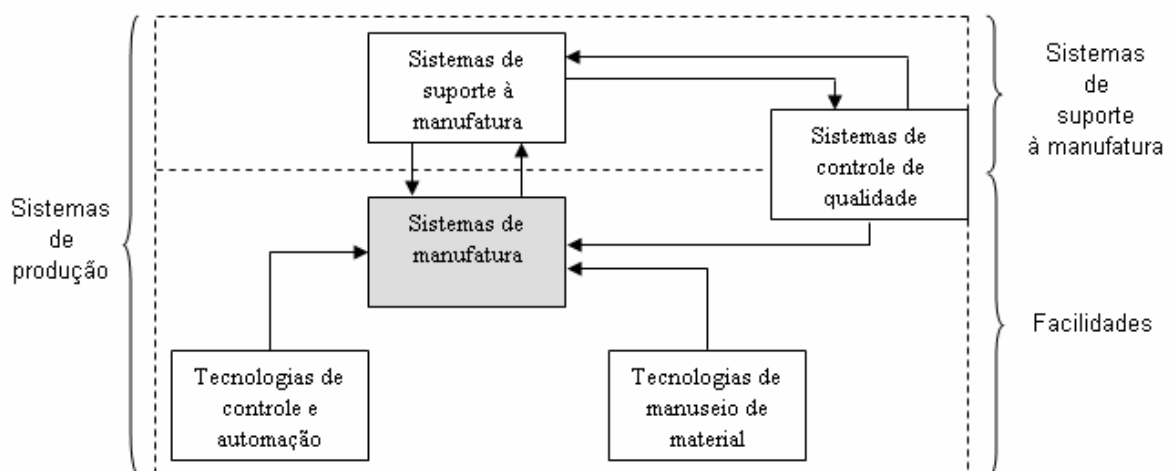 Sistemas de
suporte à
manufatura
Sistemas
de
suporte
à manufatura
Sistemas de
controle de
qualidade
Sistemas
de
produção
Sistemas de
manufatura
Facilidades
Tecnologias de
controle e
automação
Tecnologias de
manuseio de
material